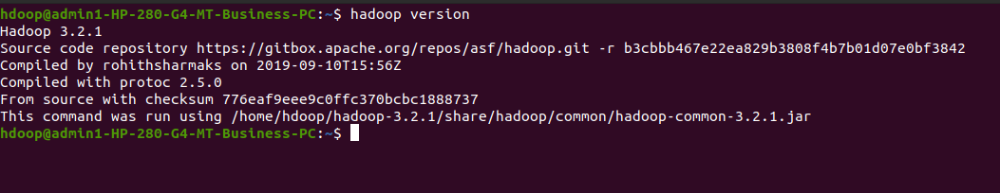 hdoop@admin1-HP-280-G4-MT-Business-PC:~$ hadoop version
Hadoop 3.2.1
Source code repository https://gitbox.apache.org/repos/asf/hadoop.git -r b3cbbb467e22ea829b3808f4b7b01d07e0bf3842
Compiled by rohithsharmaks on 2019-09-10T15:56Z
Compiled with protoc 2.5.0
From source with checksum 776eaf9eee9c0ffc370bcbc1888737
This command was run using /home/hdoop/hadoop-3.2.1/share/hadoop/common/hadoop-common-3.2.1.jar
hdoop@admin1-HP-280-G4-MT-Business-PC:~$